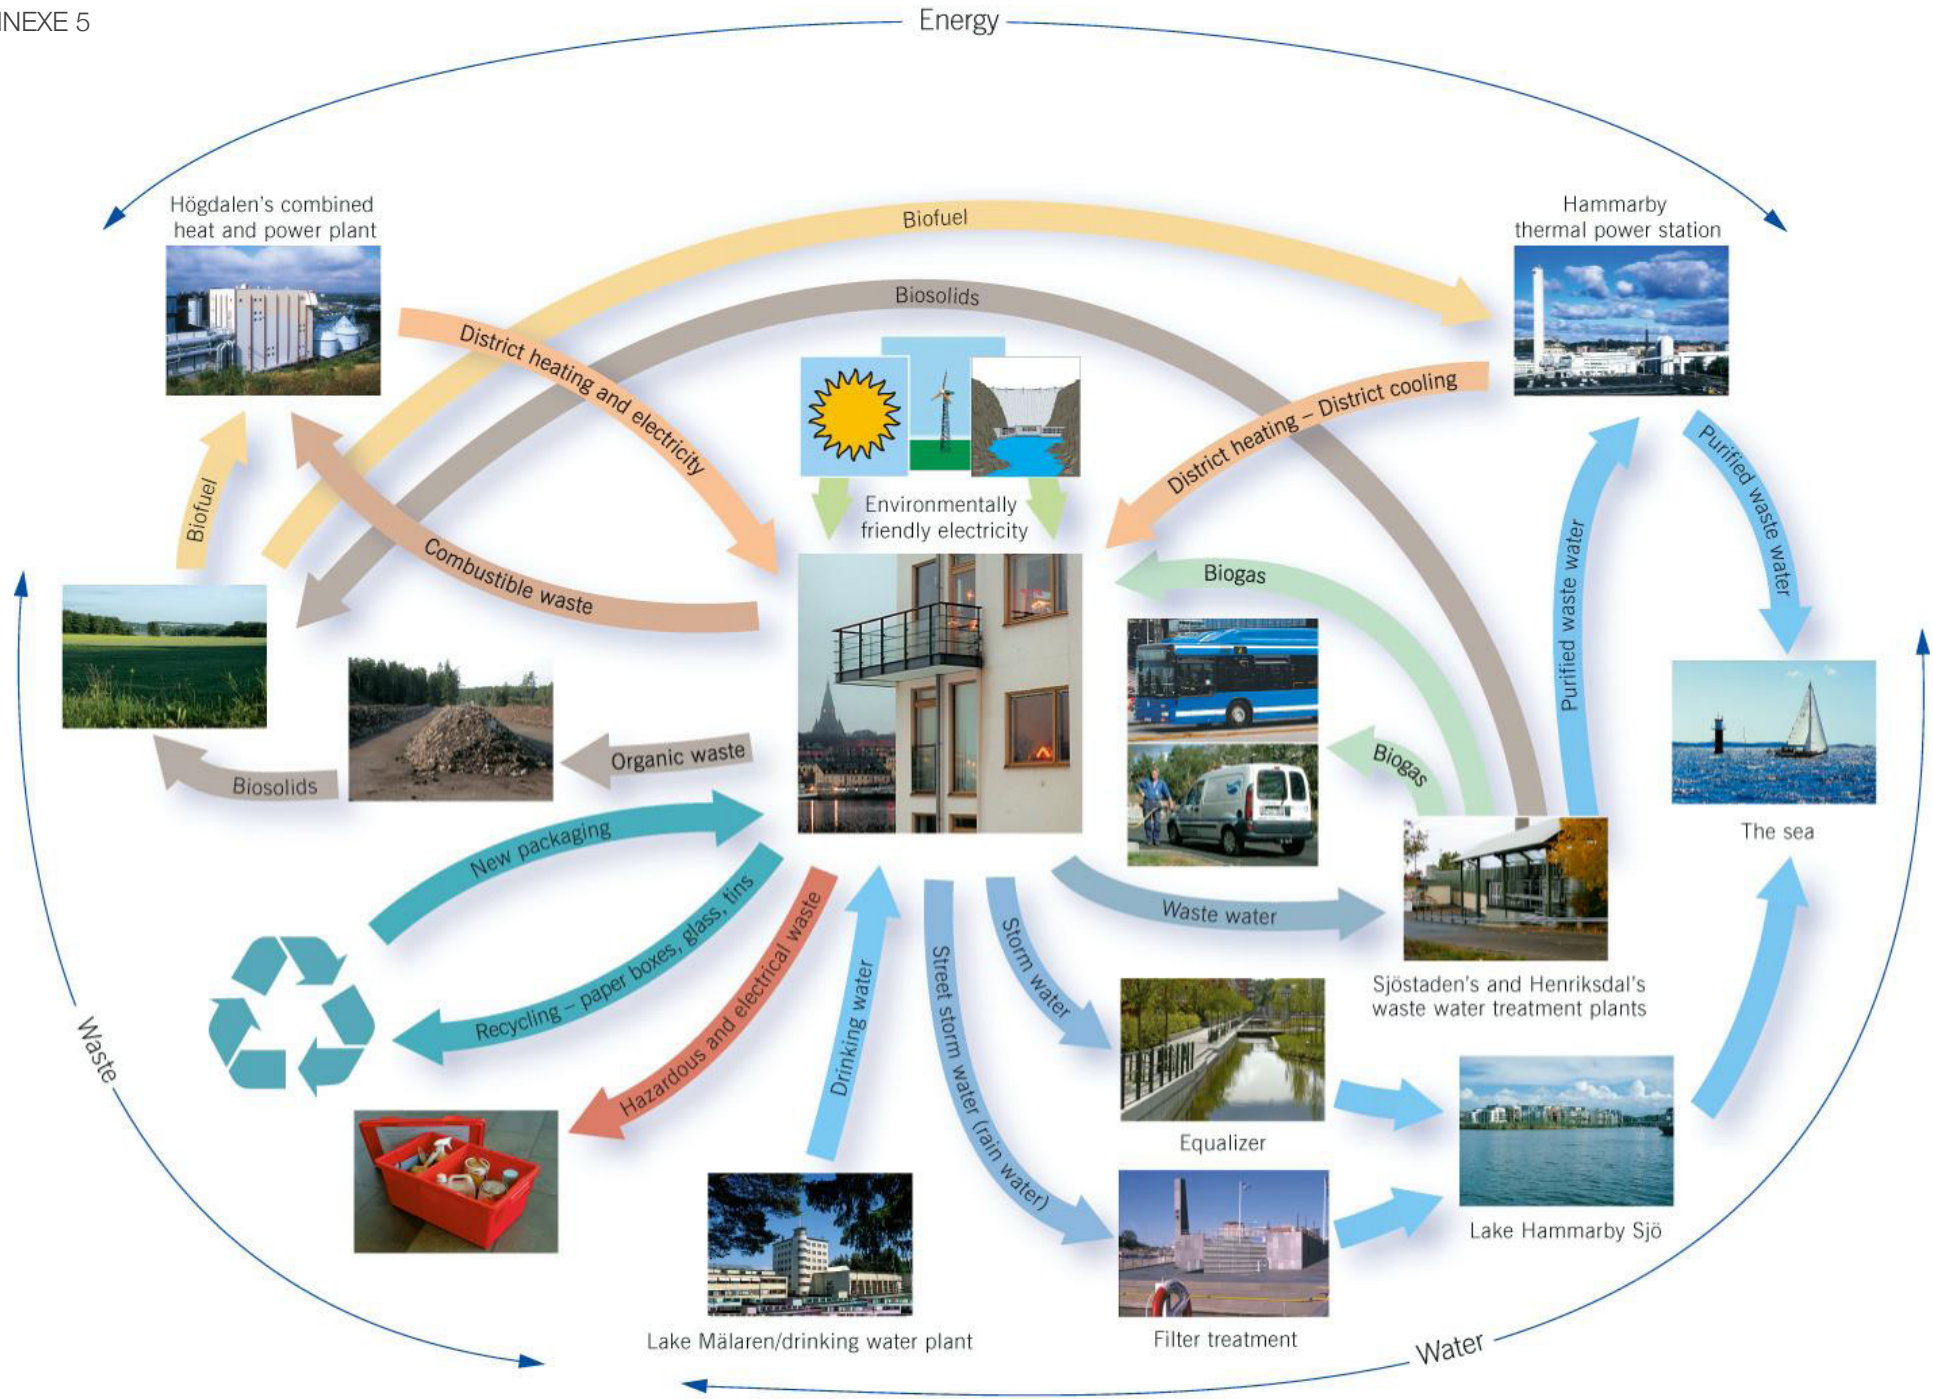 NNEXE 5
Energy
Högdalen's combined
heat and power plant
Hammarby
thermal power station
Biofuel
Biosolids
District heating and electricity
District heating – District cooling
Purified waste water
Biofuel
Environmentally
friendly electricity
Combustible waste
Biogas
Purified waste water
Organic waste
Biosolids
Biogas
The sea
New packaging
Recycling – paper boxes, glass, tins
Hazardous and electrical waste
Drinking water
Street storm water (rain water)
Storm water
Waste water
Sjöstaden's and Henriksdal's
waste water treatment plants
Waste
Equalizer
Lake Hammarby Sjö
Lake Mälaren/drinking water plant
Filter treatment
Water